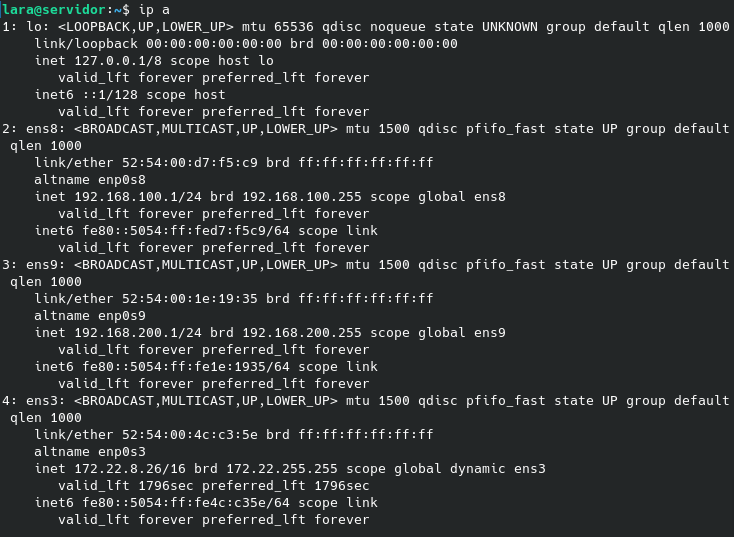 lara@servidor:~$ ip a
1: lo: <LOOPBACK,UP,LOWER_UP> mtu 65536 qdisc noqueue state UNKNOWN group default qlen 1000
    link/loopback 00:00:00:00:00:00 brd 00:00:00:00:00:00
    inet 127.0.0.1/8 scope host lo
       valid_lft forever preferred_lft forever
    inet6 ::1/128 scope host
       valid_lft forever preferred_lft forever
2: ens8: <BROADCAST,MULTICAST,UP,LOWER_UP> mtu 1500 qdisc pfifo_fast state UP group default
 qlen 1000
    link/ether 52:54:00:d7:f5:c9 brd ff:ff:ff:ff:ff:ff
    altname enp0s8
    inet 192.168.100.1/24 brd 192.168.100.255 scope global ens8
       valid_lft forever preferred_lft forever
    inet6 fe80::5054:ff:fed7:f5c9/64 scope link
       valid_lft forever preferred_lft forever
3: ens9: <BROADCAST,MULTICAST,UP,LOWER_UP> mtu 1500 qdisc pfifo_fast state UP group default
 qlen 1000
    link/ether 52:54:00:1e:19:35 brd ff:ff:ff:ff:ff:ff
    altname enp0s9
    inet 192.168.200.1/24 brd 192.168.200.255 scope global ens9
       valid_lft forever preferred_lft forever
    inet6 fe80::5054:ff:fe1e:1935/64 scope link
       valid_lft forever preferred_lft forever
4: ens3: <BROADCAST,MULTICAST,UP,LOWER_UP> mtu 1500 qdisc pfifo_fast state UP group default
 qlen 1000
    link/ether 52:54:00:4c:c3:5e brd ff:ff:ff:ff:ff:ff
    altname enp0s3
    inet 172.22.8.26/16 brd 172.22.255.255 scope global dynamic ens3
       valid_lft 1796sec preferred_lft 1796sec
    inet6 fe80::5054:ff:fe4c:c35e/64 scope link
       valid_lft forever preferred_lft forever